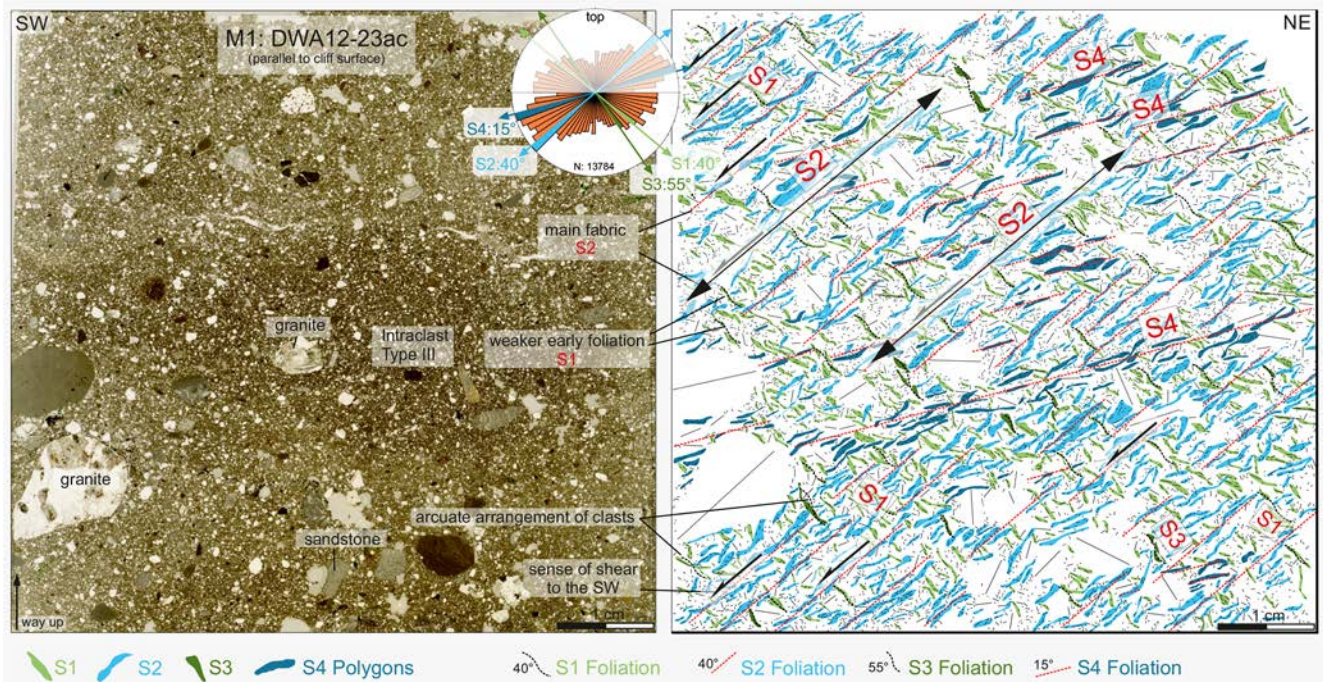 SW
M1: DWA12-23ac
(parallel to cliff surface)
top
S4:15°
S2:40°
S1:40°
S3:55°
N: 13784
main fabric
S2
granite
Intraclast
Type III
weaker early foliation
S1
granite
arcuate arrangement of clasts
sandstone
sense of shear
to the SW
way up
1 cm
NE
S1
S4
S4
S2
S2
S4
S1
S3
S1
1 cm
S1 S2 S3 S4 Polygons 40° S1 Foliation 40° S2 Foliation 55° S3 Foliation 15° S4 Foliation